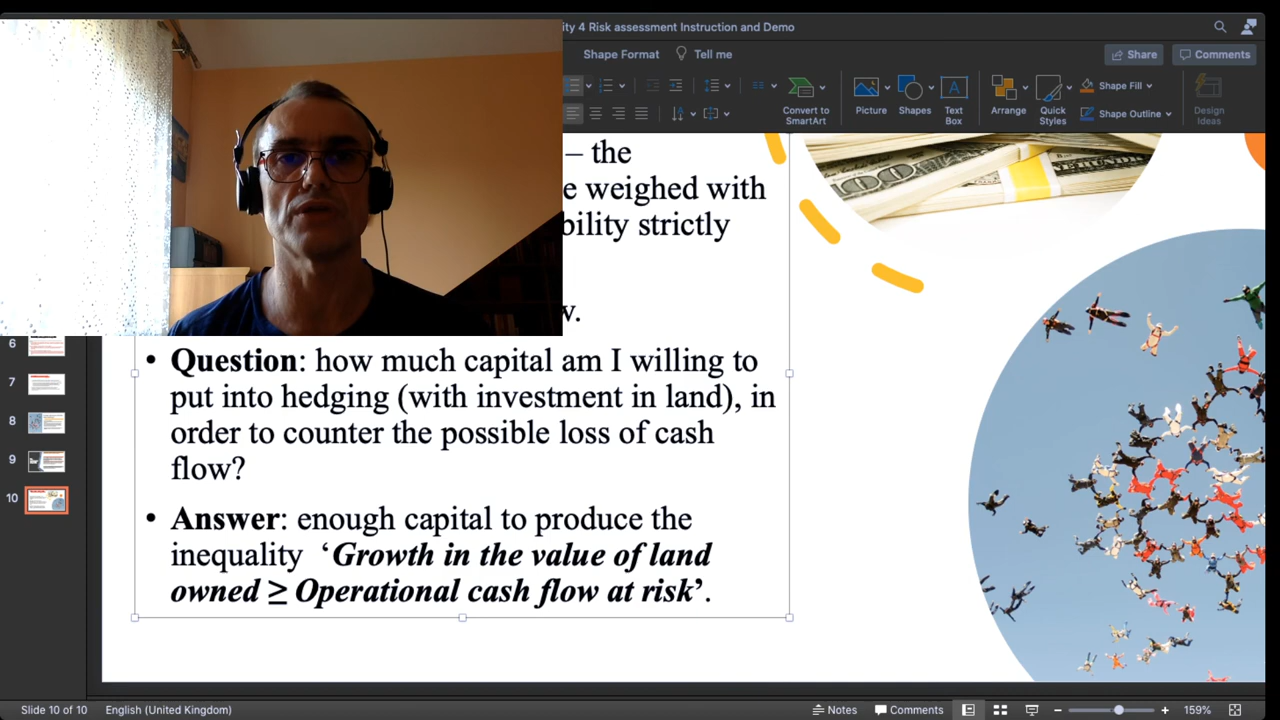 ity 4 Risk assessment Instruction and Demo
Shape Format
Tell me
Share
Comments
Convert to
SmartArt
Picture
Shapes
Text
Box
Arrange
Quick
Styles
Shape Fill
Shape Outline
Design
Ideas
– the
e weighed with
bility strictly
w.
• Question: how much capital am I willing to
put into hedging (with investment in land), in
order to counter the possible loss of cash
flow?
• Answer: enough capital to produce the
inequality ‘Growth in the value of land
owned ≥ Operational cash flow at risk’.
6
7
8
9
10
Slide 10 of 10
English (United Kingdom)
Notes
Comments
159%